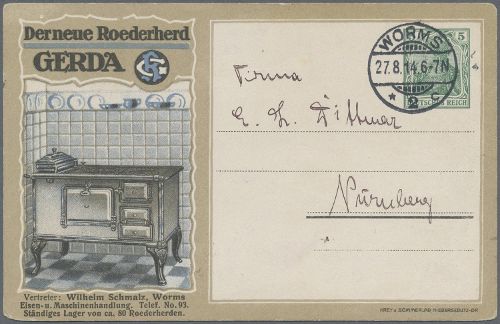 Der neue Roederherd
GERDA
WORMS
27.8.14.6-7N
* 2 c
5
DEUTSCHES REICH
Firma
Nürnberg
Vertreter: Wilhelm Schmalz, Worms
Eisen- u. Maschinenhandlung. Telef. No. 93.
Ständiges Lager von ca. 80 Roederherden.